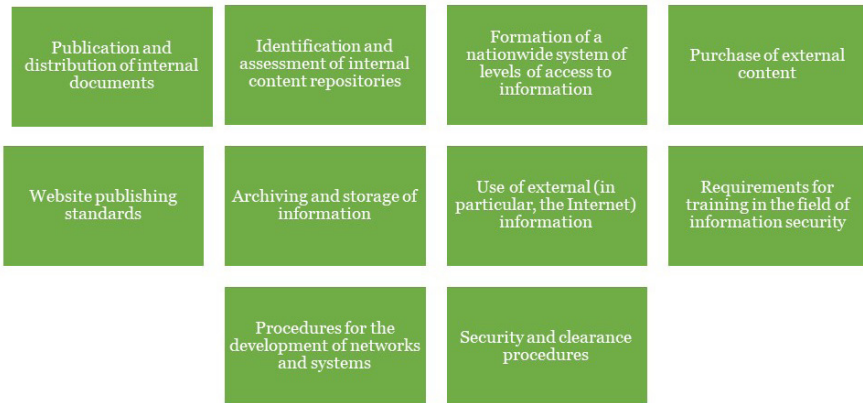 Publication and
distribution of internal
documents
Identification and
assessment of internal
content repositories
Formation of a
nationwide system of
levels of access to
information
Purchase of external
content
Website publishing
standards
Archiving and storage of
information
Use of external (in
particular, the Internet)
information
Requirements for
training in the field of
information security
Procedures for the
development of networks
and systems
Security and clearance
procedures